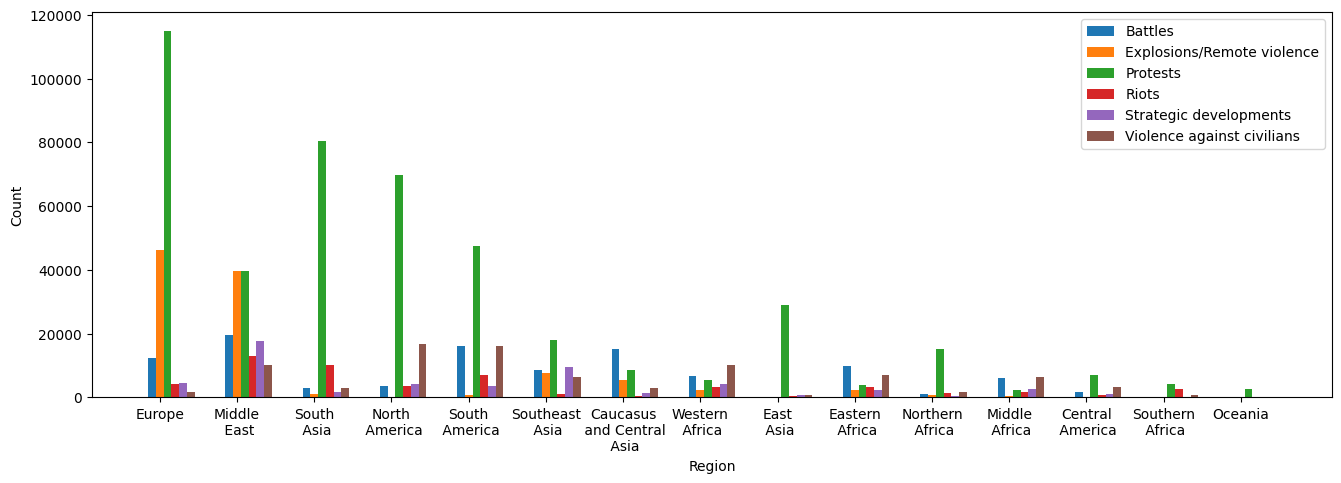 120000
100000
80000
60000
40000
20000
0
Count
Battles
Explosions/Remote violence
Protests
Riots
Strategic developments
Violence against civilians
Europe
Middle
East
South
Asia
North
America
South
America
Southeast
Asia
Caucasus
and Central
Asia
Western
Africa
East
Asia
Eastern
Africa
Northern
Africa
Middle
Africa
Central
America
Southern
Africa
Oceania
Region